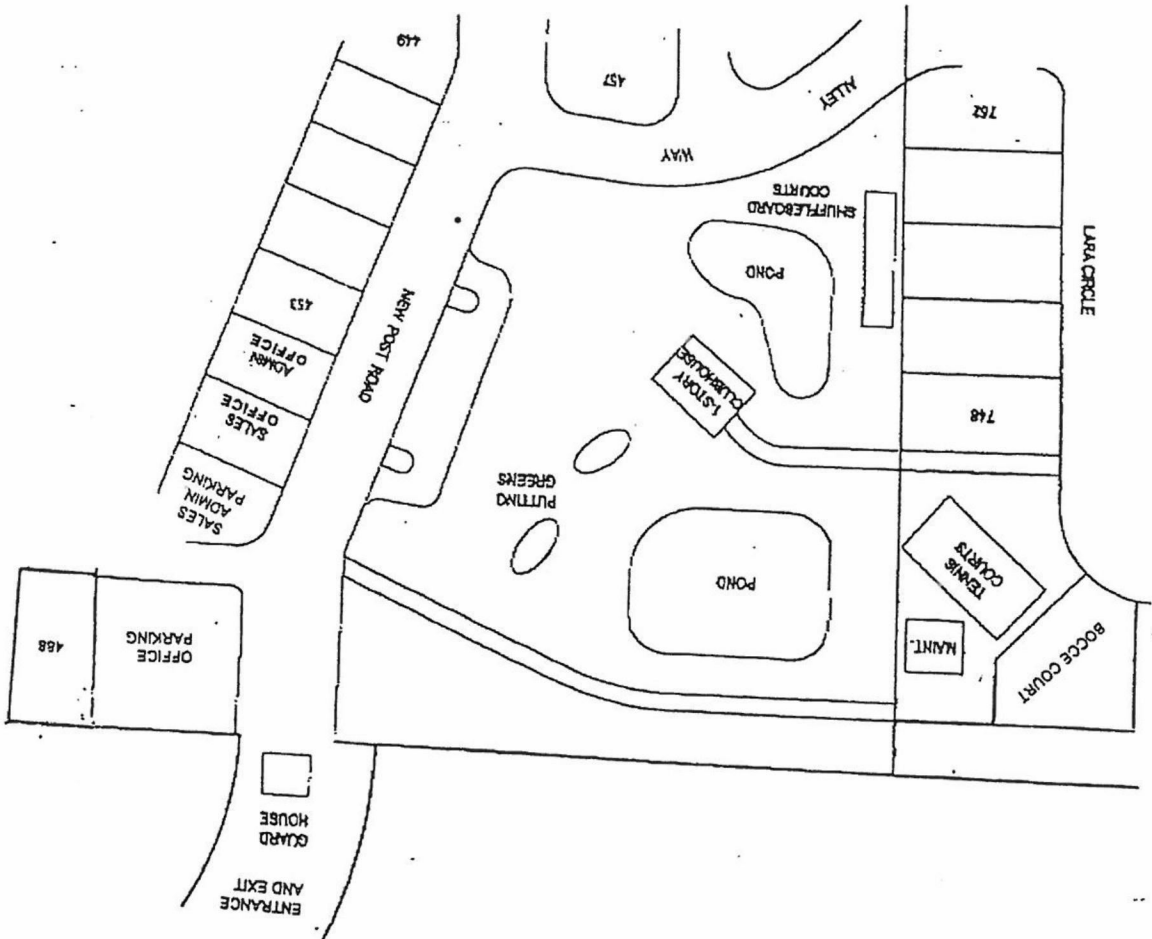 ENTRANCE
AND EXIT
GUARD
HOUSE
BOCCE COURT
MAINT.
OFFICE
PARKING
488
TENNIS
COURTS
POND
SALES
ADMIN.
PARKING
PUTTING
GREENS
748
SALES
OFFICE
1-STORY
CLUBHOUSE
ADMIN.
OFFICE
NEW POST ROAD
453
LARA CIRCLE
POND
SHUFFLEBOARD
COURTS
WAY
ALLEY
762
457
449